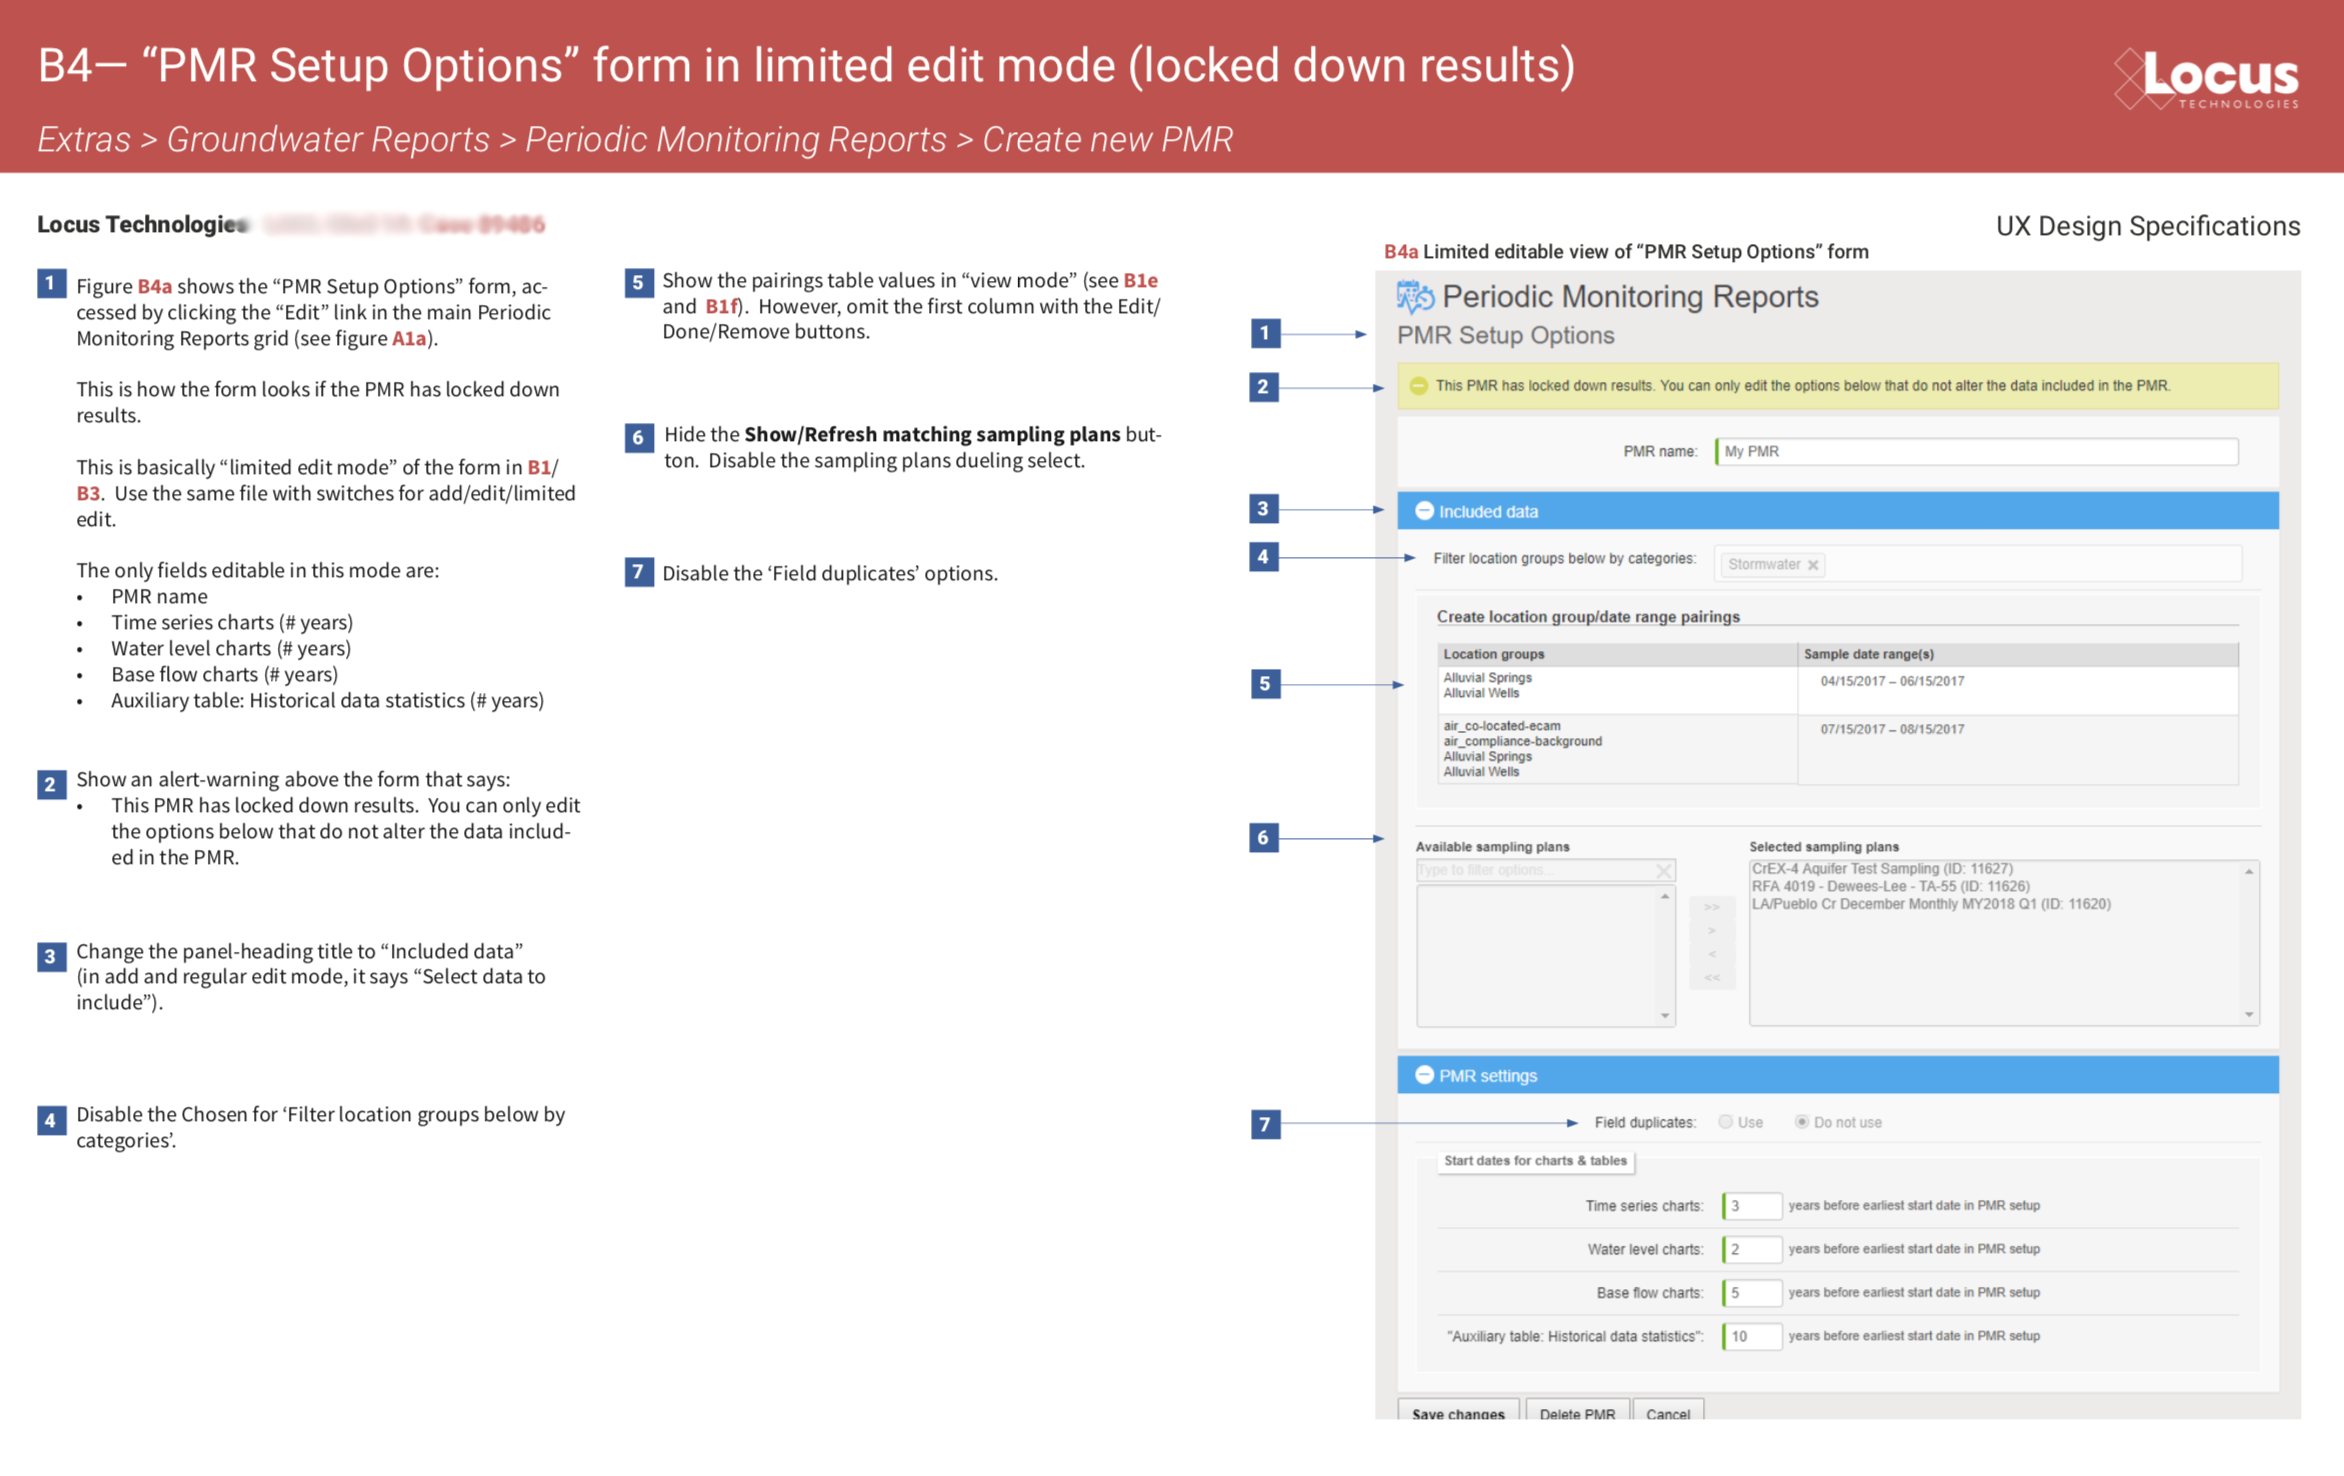 B4— “PMR Setup Options” form in limited edit mode (locked down results)
Extras > Groundwater Reports > Periodic Monitoring Reports > Create new PMR
Locus
TECHNOLOGIES
Locus Technologies
UX Design Specifications
1 Figure B4a shows the “PMR Setup Options” form, ac-
cessed by clicking the “Edit” link in the main Periodic
Monitoring Reports grid (see figure A1a).
This is how the form looks if the PMR has locked down
results.
This is basically “limited edit mode” of the form in B1/
B3. Use the same file with switches for add/edit/limited
edit.
The only fields editable in this mode are:
• PMR name
• Time series charts (# years)
• Water level charts (# years)
• Base flow charts (# years)
• Auxiliary table: Historical data statistics (# years)
2 Show an alert-warning above the form that says:
• This PMR has locked down results. You can only edit
the options below that do not alter the data includ-
ed in the PMR.
3 Change the panel-heading title to “Included data”
(in add and regular edit mode, it says “Select data to
include”).
4 Disable the Chosen for ‘Filter location groups below by
categories’.
5 Show the pairings table values in “view mode” (see B1e
and B1f). However, omit the first column with the Edit/
Done/Remove buttons.
6 Hide the Show/Refresh matching sampling plans but-
ton. Disable the sampling plans dueling select.
7 Disable the ‘Field duplicates’ options.
B4a Limited editable view of “PMR Setup Options” form
Periodic Monitoring Reports
1 PMR Setup Options
2 This PMR has locked down results. You can only edit the options below that do not alter the data included in the PMR.
PMR name: My PMR
3 Included data
4 Filter location groups below by categories: Stormwater ×
Create location group/date range pairings
Location groups Sample date range(s)
5 Alluvial Springs 04/15/2017 – 06/15/2017
Alluvial Wells
air_co-located-ecam 07/15/2017 – 08/15/2017
air_compliance-background
Alluvial Springs
Alluvial Wells
6
Available sampling plans Selected sampling plans
Type to filter options...
CrEX-4 Aquifer Test Sampling (ID: 11627)
RFA 4019 - Dewees-Lee - TA-55 (ID: 11626)
LA/Pueblo Cr December Monthly MY2018 Q1 (ID: 11620)
>>
>
<
<<
PMR settings
7 Field duplicates: Use Do not use
Start dates for charts & tables
Time series charts: 3 years before earliest start date in PMR setup
Water level charts: 2 years before earliest start date in PMR setup
Base flow charts: 5 years before earliest start date in PMR setup
"Auxiliary table: Historical data statistics": 10 years before earliest start date in PMR setup
Save changes Delete PMR Cancel